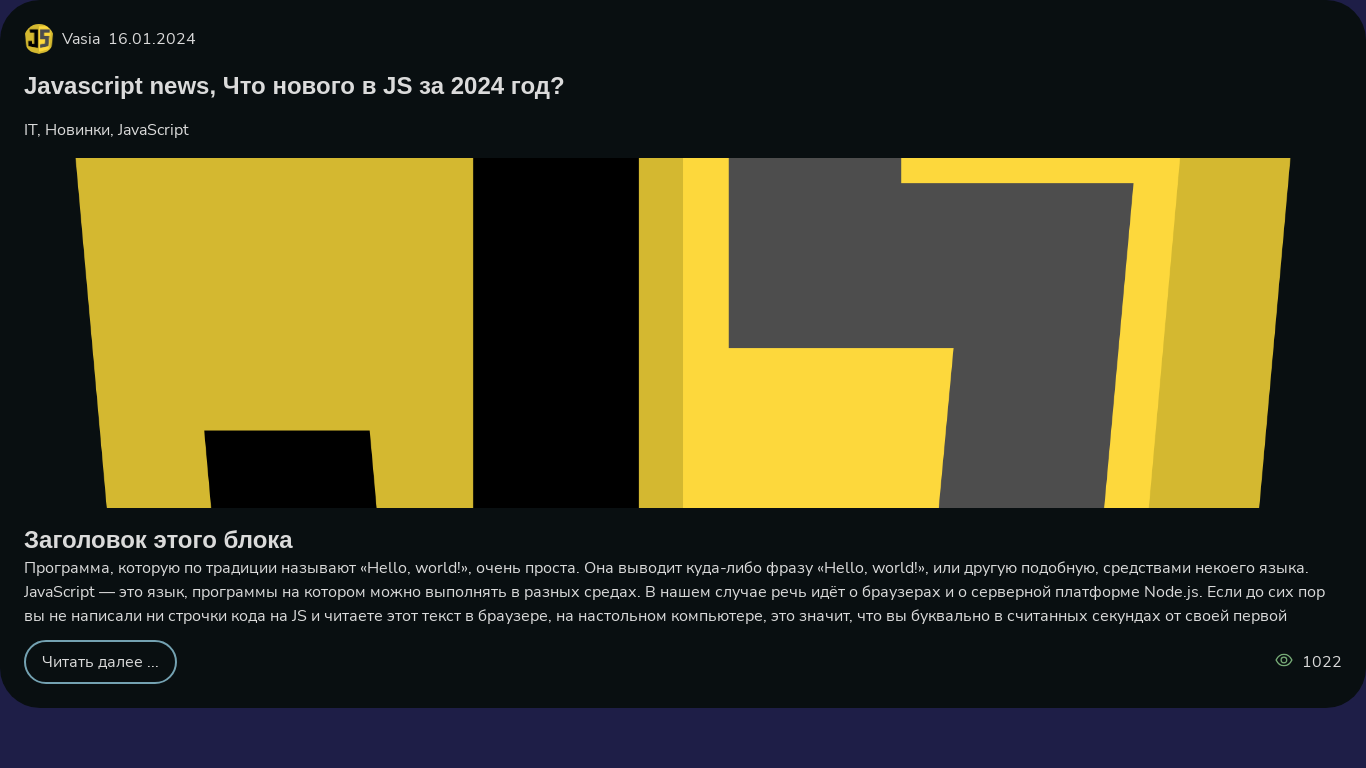 JS
Vasia 16.01.2024
Javascript news, Что нового в JS за 2024 год?
IT, Новинки, JavaScript
Заголовок этого блока
Программа, которую по традиции называют «Hello, world!», очень проста. Она выводит куда-либо фразу «Hello, world!», или другую подобную, средствами некоего языка.
JavaScript — это язык, программы на котором можно выполнять в разных средах. В нашем случае речь идёт о браузерах и о серверной платформе Node.js. Если до сих пор
вы не написали ни строчки кода на JS и читаете этот текст в браузере, на настольном компьютере, это значит, что вы буквально в считанных секундах от своей первой
Читать далее ...
1022